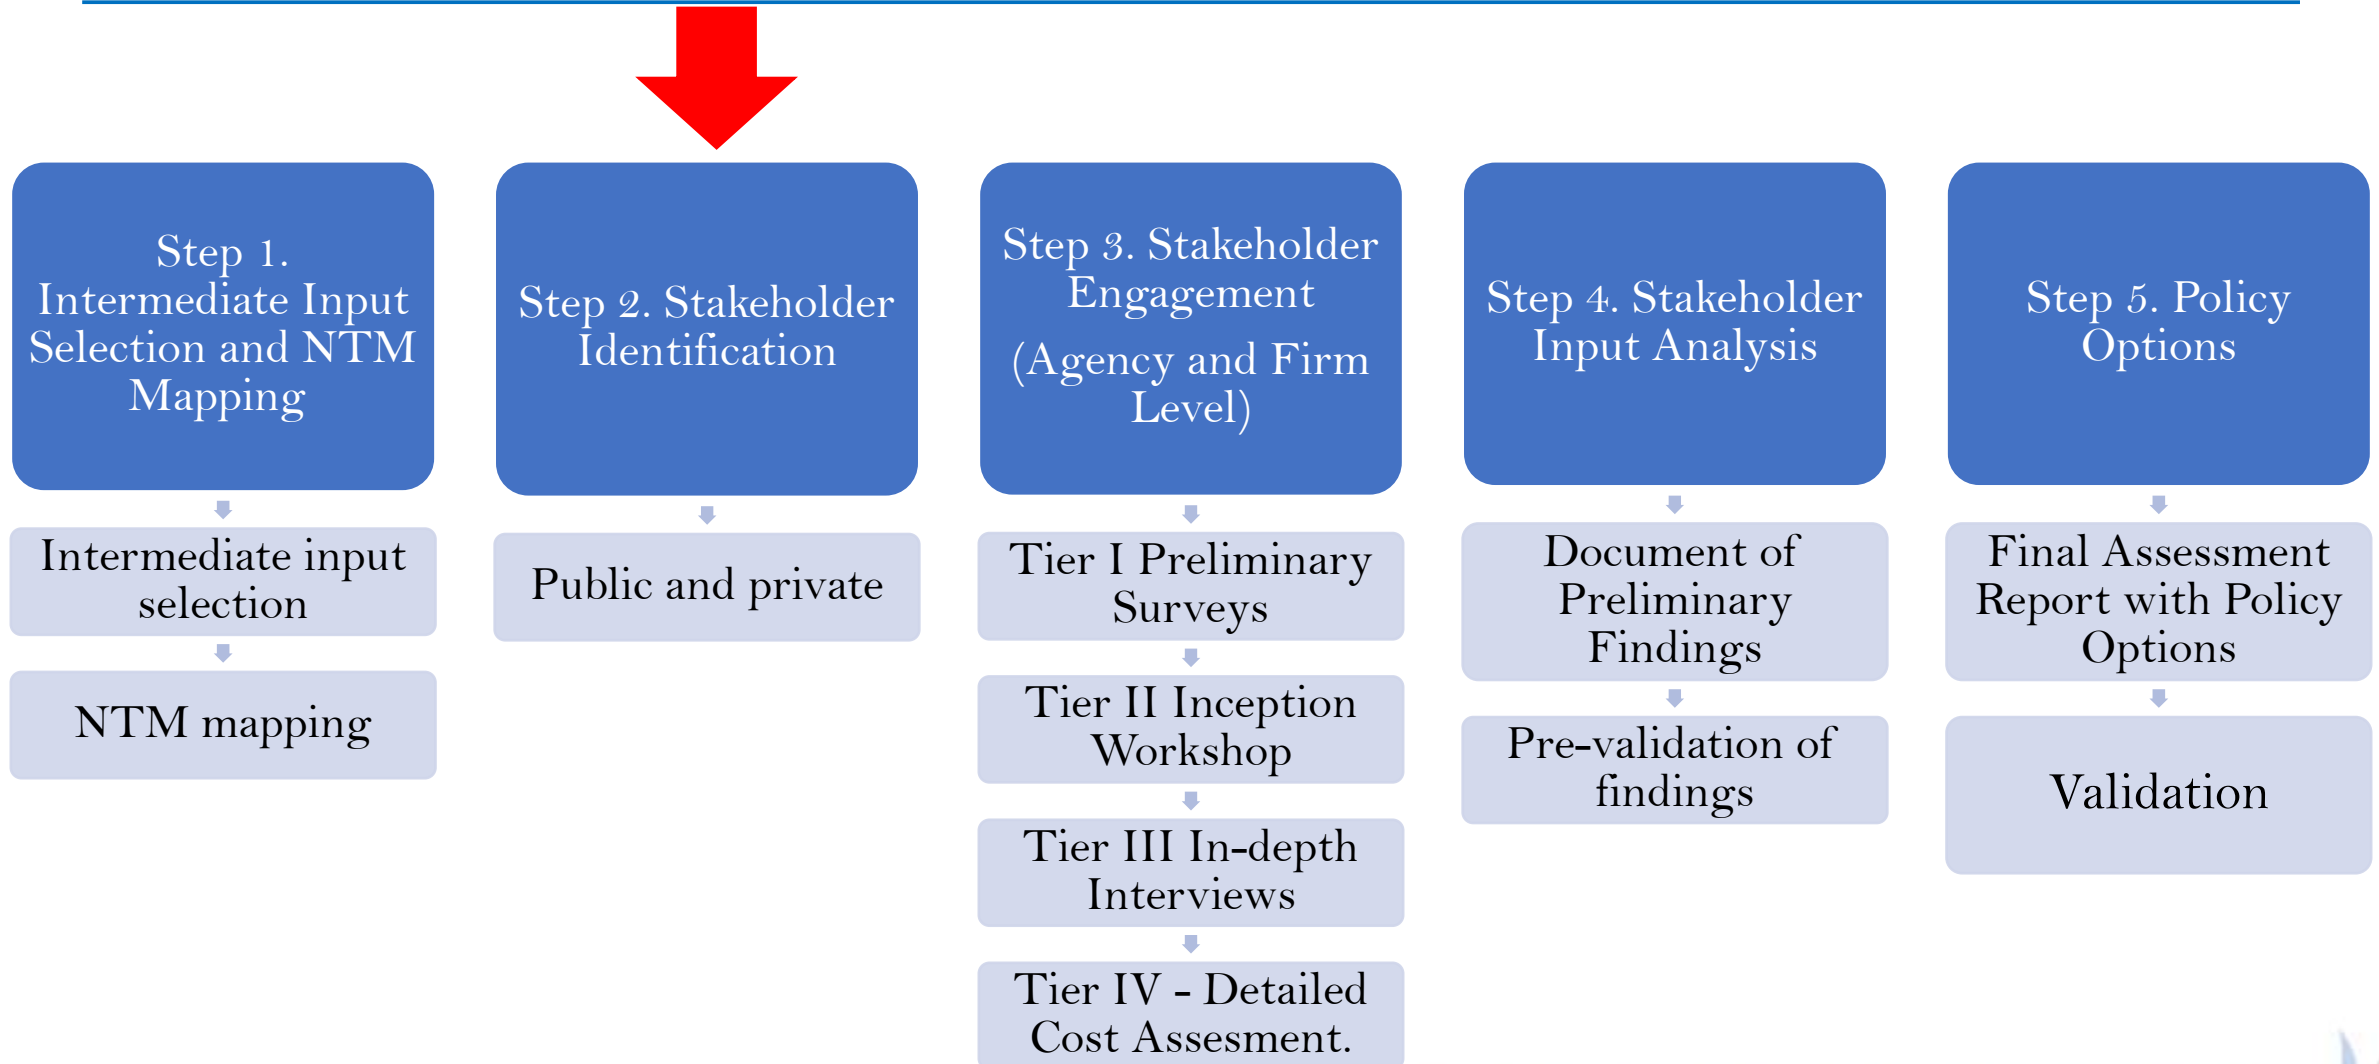 Step 1.
Intermediate Input
Selection and NTM
Mapping
Intermediate input
selection
NTM mapping
Step 2. Stakeholder
Identification
Public and private
Step 3. Stakeholder
Engagement
(Agency and Firm
Level)
Tier I Preliminary
Surveys
Tier II Inception
Workshop
Tier III In-depth
Interviews
Tier IV - Detailed
Cost Assesment.
Step 4. Stakeholder
Input Analysis
Document of
Preliminary
Findings
Pre-validation of
findings
Step 5. Policy
Options
Final Assessment
Report with Policy
Options
Validation